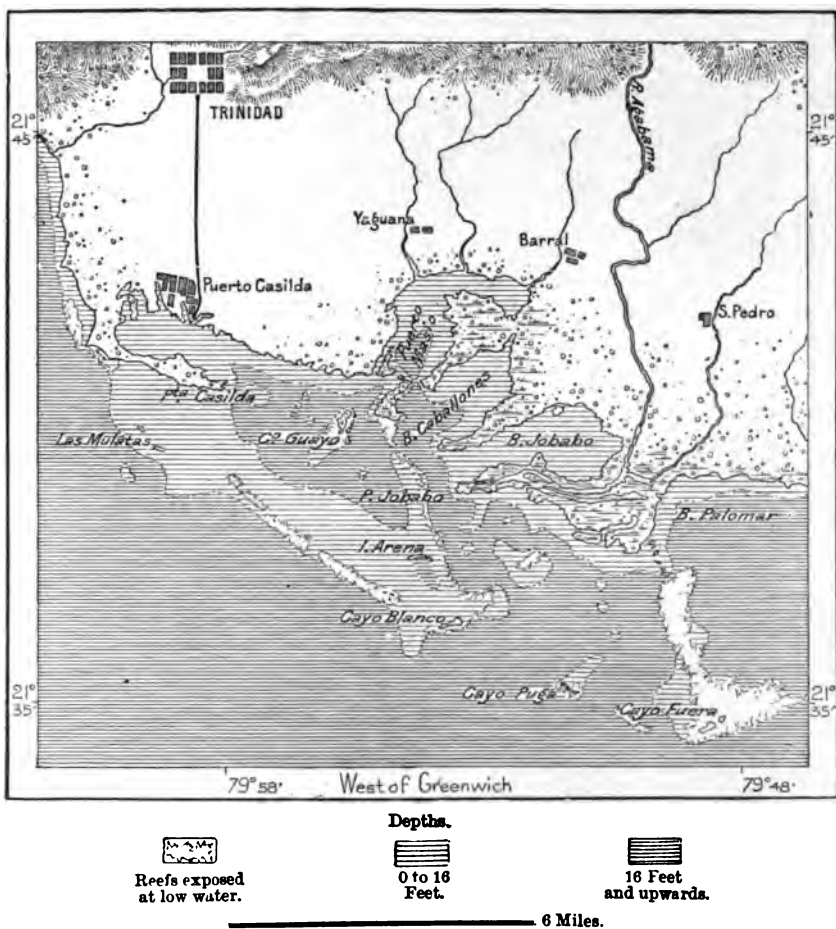 TRINIDAD
21°
45'
21°
45'
R. Agabama
Yaguana
Barral
Puerto Casilda
S. Pedro
Puerco
Masio
pta. Casilda
B. Caballones
Las Mulatas
Cº. Guayo
B. Jobabo
P. Jobabo
B. Palomar
I. Arena
Cayo Blanco
Cayo Puga
Cayo Fuera
21°
35'
21°
35'
79°58'
West of Greenwich
79°48'
Depths.
Reefs exposed
at low water.
0 to 16
Feet.
16 Feet
and upwards.
6 Miles.